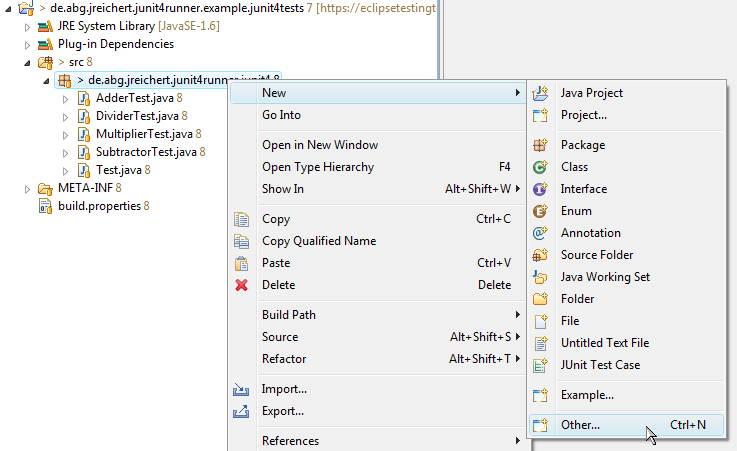 > de.abg.jreichert.junit4runner.example.junit4tests 7 [https://eclipsetestingt
JRE System Library [JavaSE-1.6]
Plug-in Dependencies
> src 8
> de.abg.jreichert.junit4runner.junit4 8
AdderTest.java 8
DividerTest.java 8
MultiplierTest.java 8
SubtractorTest.java 8
Test.java 8
META-INF 8
build.properties 8
New
Go Into
Open in New Window
Open Type Hierarchy F4
Show In Alt+Shift+W
Copy Ctrl+C
Copy Qualified Name
Paste Ctrl+V
Delete Delete
Build Path
Source Alt+Shift+S
Refactor Alt+Shift+T
Import...
Export...
References
Java Project
Project...
Package
Class
Interface
Enum
Annotation
Source Folder
Java Working Set
Folder
File
Untitled Text File
JUnit Test Case
Example...
Other... Ctrl+N